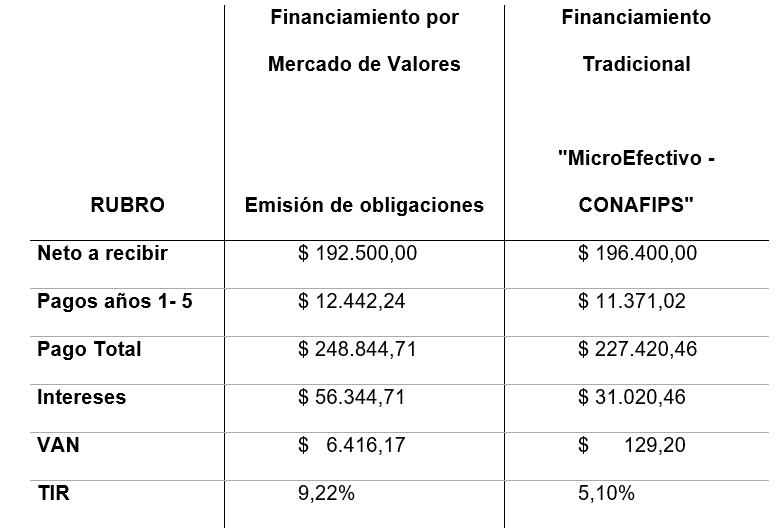 Financiamiento por Financiamiento
Mercado de Valores Tradicional
"MicroEfectivo -
RUBRO Emisión de obligaciones CONAFIPS"
Neto a recibir $ 192.500,00 $ 196.400,00
Pagos años 1- 5 $ 12.442,24 $ 11.371,02
Pago Total $ 248.844,71 $ 227.420,46
Intereses $ 56.344,71 $ 31.020,46
VAN $ 6.416,17 $ 129,20
TIR 9,22% 5,10%